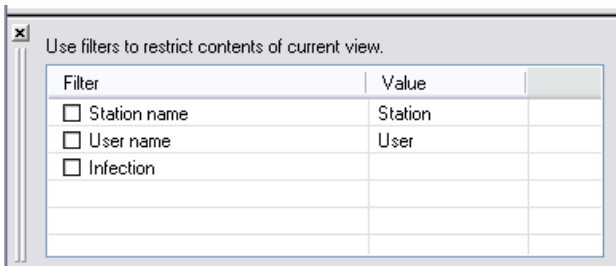 Use filters to restrict contents of current view.
Filter Value
Station name Station
User name User
Infection